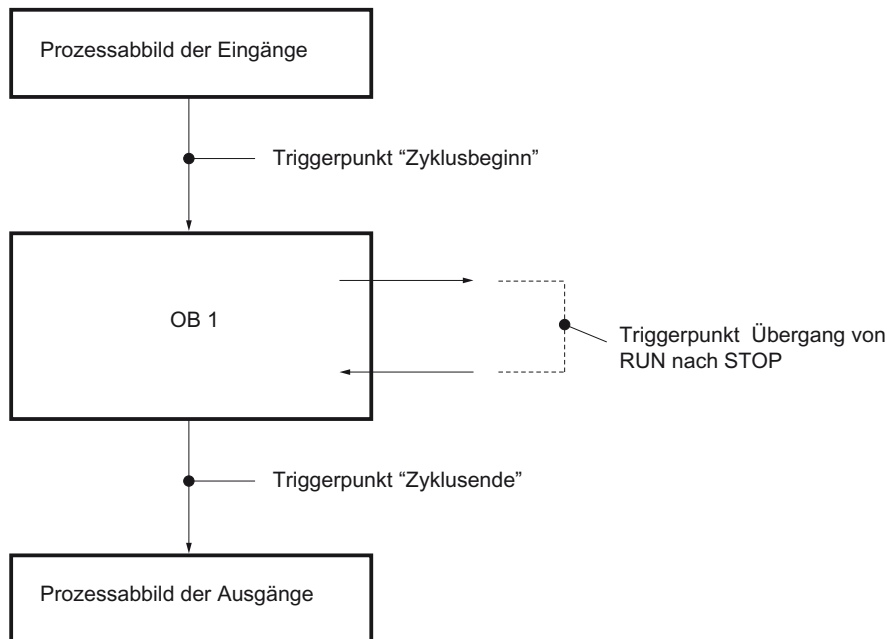 Prozessabbild der Eingänge
Triggerpunkt “Zyklusbeginn”
OB 1
Triggerpunkt Übergang von
RUN nach STOP
Triggerpunkt “Zyklusende”
Prozessabbild der Ausgänge